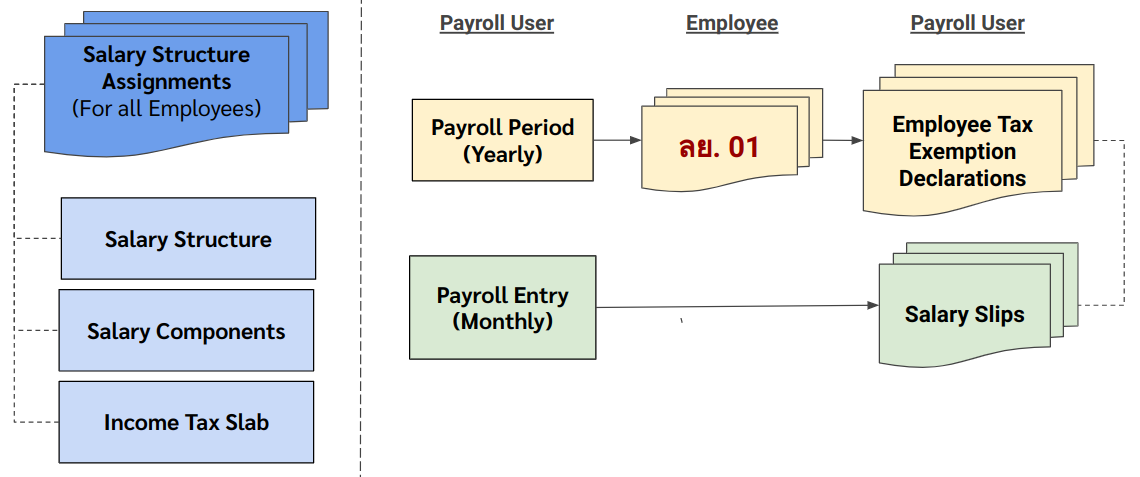 Salary Structure
Assignments
(For all Employees)
Salary Structure
Salary Components
Income Tax Slab
Payroll User
Employee
Payroll User
Payroll Period
(Yearly)
ลย. 01
Employee Tax
Exemption
Declarations
Payroll Entry
(Monthly)
Salary Slips